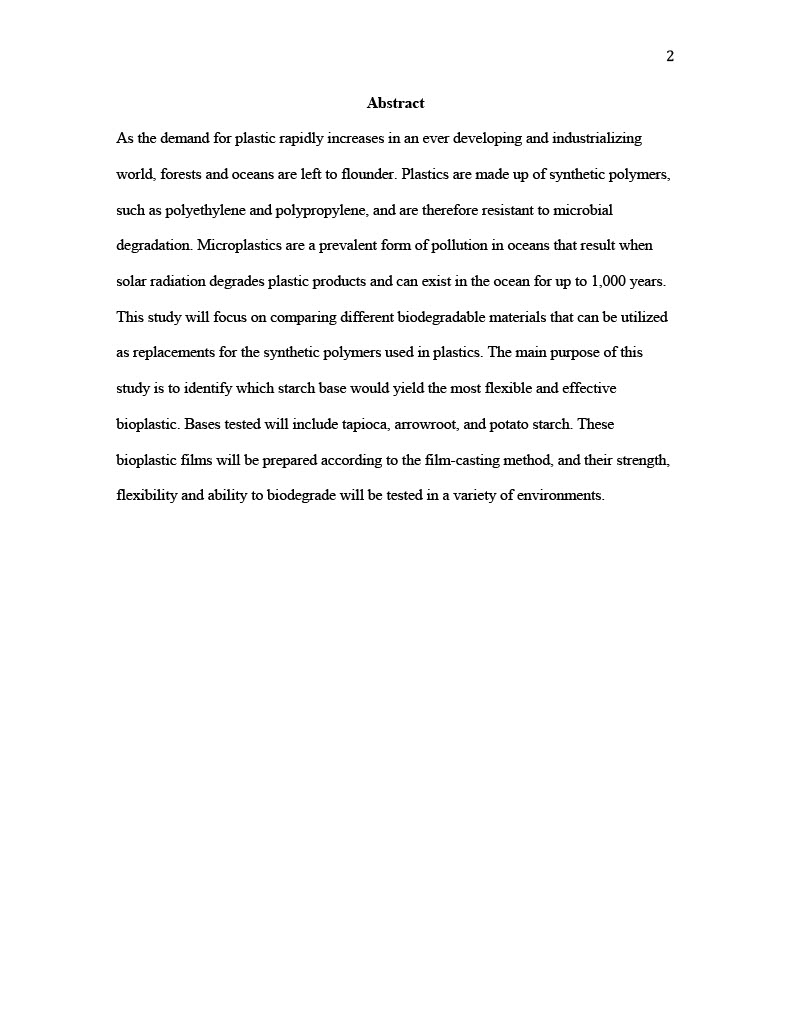 2
Abstract
As the demand for plastic rapidly increases in an ever developing and industrializing
world, forests and oceans are left to flounder. Plastics are made up of synthetic polymers,
such as polyethylene and polypropylene, and are therefore resistant to microbial
degradation. Microplastics are a prevalent form of pollution in oceans that result when
solar radiation degrades plastic products and can exist in the ocean for up to 1,000 years.
This study will focus on comparing different biodegradable materials that can be utilized
as replacements for the synthetic polymers used in plastics. The main purpose of this
study is to identify which starch base would yield the most flexible and effective
bioplastic. Bases tested will include tapioca, arrowroot, and potato starch. These
bioplastic films will be prepared according to the film-casting method, and their strength,
flexibility and ability to biodegrade will be tested in a variety of environments.